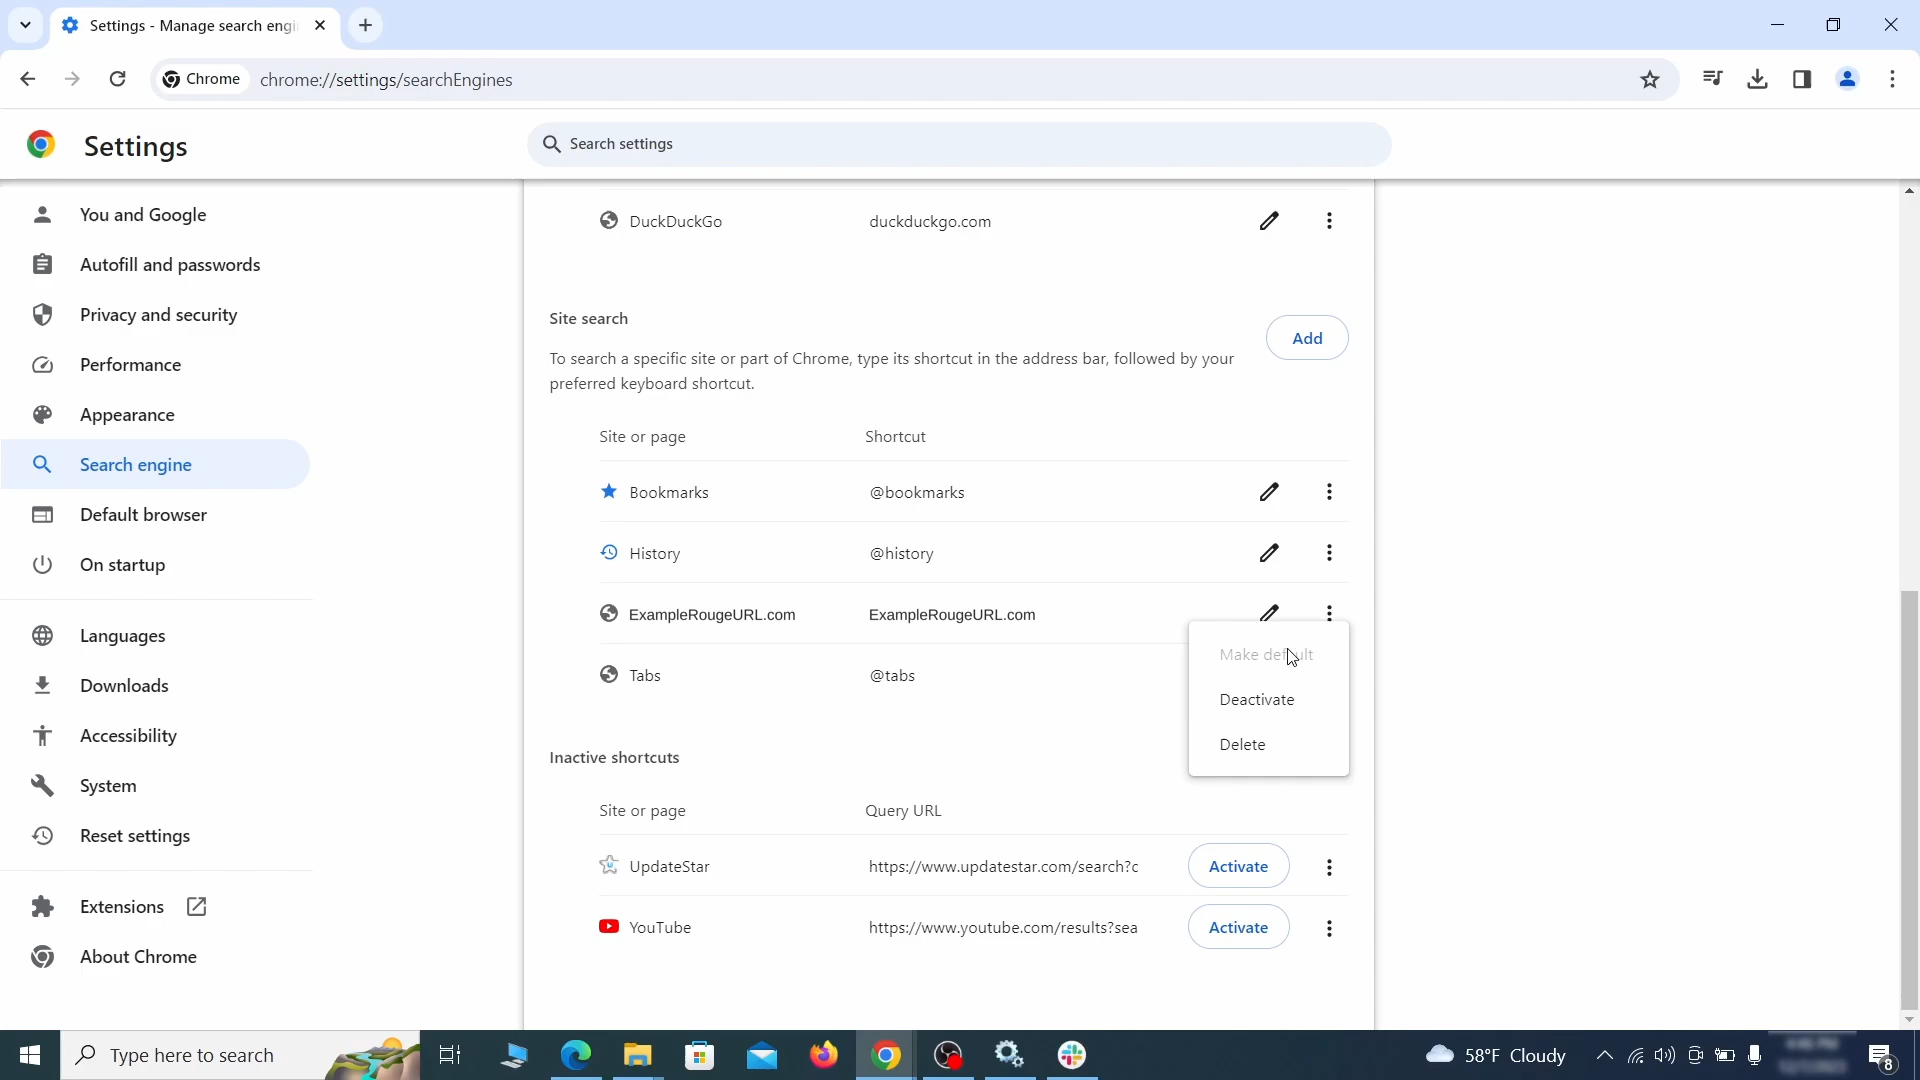 Settings - Manage search engi
Chrome
chrome://settings/searchEngines
Settings
Search settings
You and Google
Autofill and passwords
Privacy and security
Performance
Appearance
Search engine
Default browser
On startup
Languages
Downloads
Accessibility
System
Reset settings
Extensions
About Chrome
DuckDuckGo duckduckgo.com
Site search
Add
To search a specific site or part of Chrome, type its shortcut in the address bar, followed by your
preferred keyboard shortcut.
Site or page Shortcut
Bookmarks @bookmarks
History @history
ExampleRougeURL.com ExampleRougeURL.com
Tabs @tabs
Make default
Deactivate
Delete
Inactive shortcuts
Site or page Query URL
UpdateStar https://www.updatestar.com/search?c Activate
YouTube https://www.youtube.com/results?sea Activate
Type here to search
58°F Cloudy
8